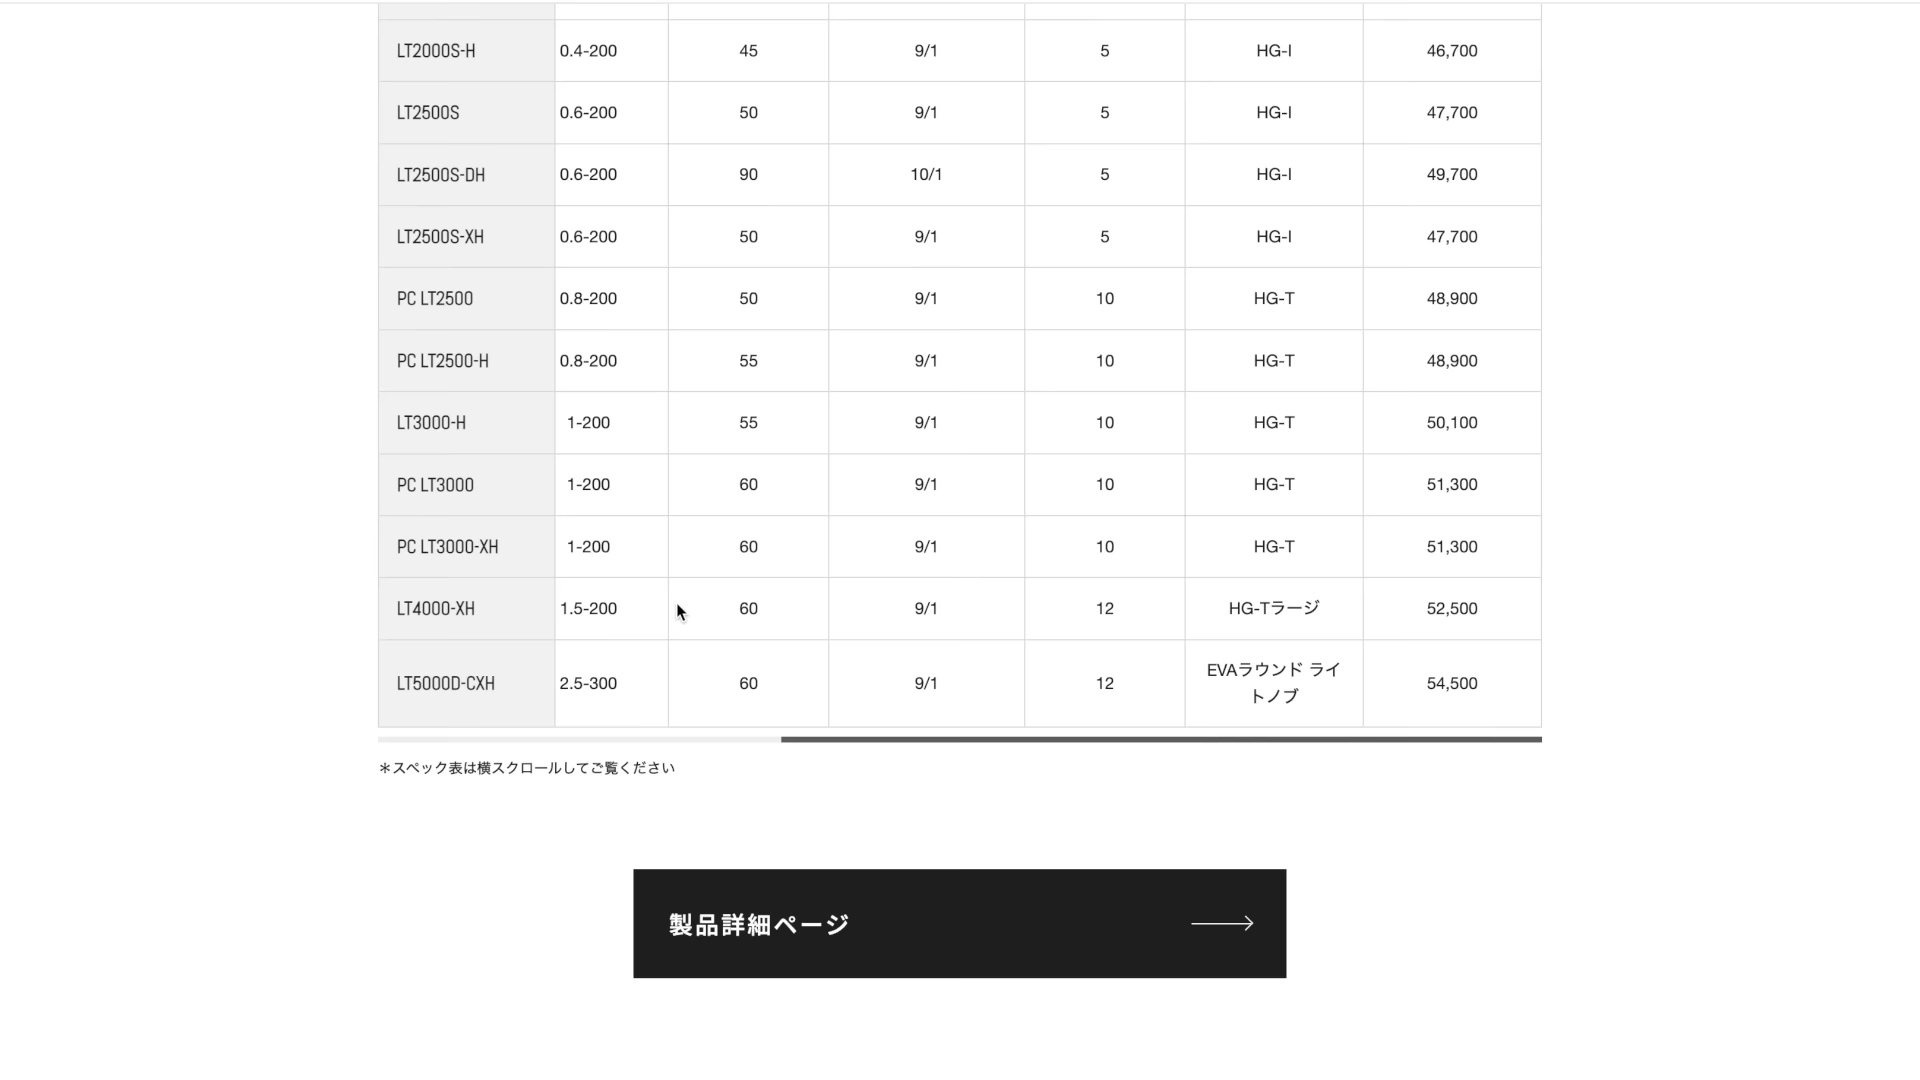 LT2000S-H 0.4-200 45 9/1 5 HG-I 46,700
LT2500S 0.6-200 50 9/1 5 HG-I 47,700
LT2500S-DH 0.6-200 90 10/1 5 HG-I 49,700
LT2500S-XH 0.6-200 50 9/1 5 HG-I 47,700
PC LT2500 0.8-200 50 9/1 10 HG-T 48,900
PC LT2500-H 0.8-200 55 9/1 10 HG-T 48,900
LT3000-H 1-200 55 9/1 10 HG-T 50,100
PC LT3000 1-200 60 9/1 10 HG-T 51,300
PC LT3000-XH 1-200 60 9/1 10 HG-T 51,300
LT4000-XH 1.5-200 60 9/1 12 HG-Tラージ 52,500
LT5000D-CXH 2.5-300 60 9/1 12 EVAラウンド ライ
トノブ 54,500
＊スペック表は横スクロールしてご覧ください
製品詳細ページ